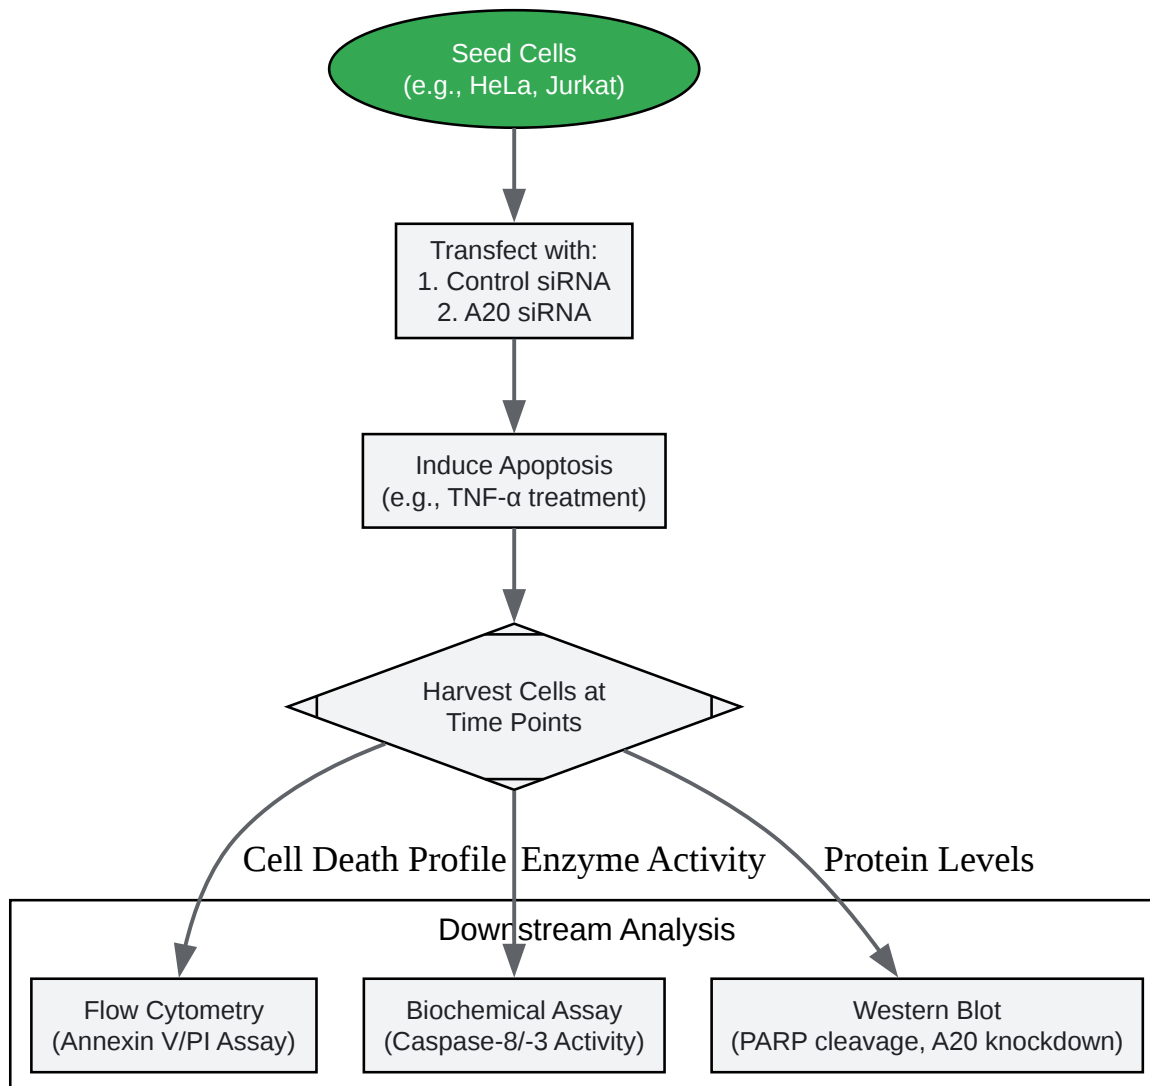 Seed Cells
(e.g., HeLa, Jurkat)
Transfect with:
1. Control siRNA
2. A20 siRNA
Induce Apoptosis
(e.g., TNF-α treatment)
Harvest Cells at
Time Points
Cell Death Profile
Enzyme Activity
Protein Levels
Downstream Analysis
Flow Cytometry
(Annexin V/PI Assay)
Biochemical Assay
(Caspase-8/-3 Activity)
Western Blot
(PARP cleavage, A20 knockdown)